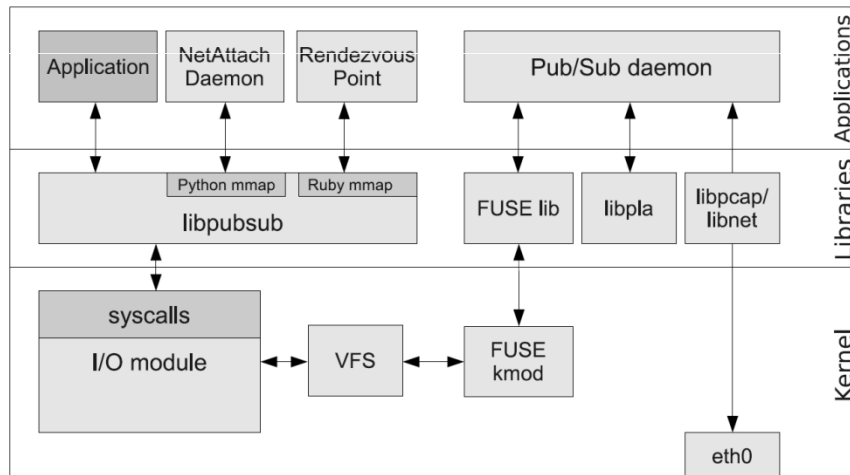 Application
NetAttach
Daemon
Rendezvous
Point
Pub/Sub daemon
Applications
Python mmap
Ruby mmap
libpubsub
FUSE lib
libpla
libpcap/
libnet
Libraries
syscalls
I/O module
VFS
FUSE
kmod
eth0
Kernel